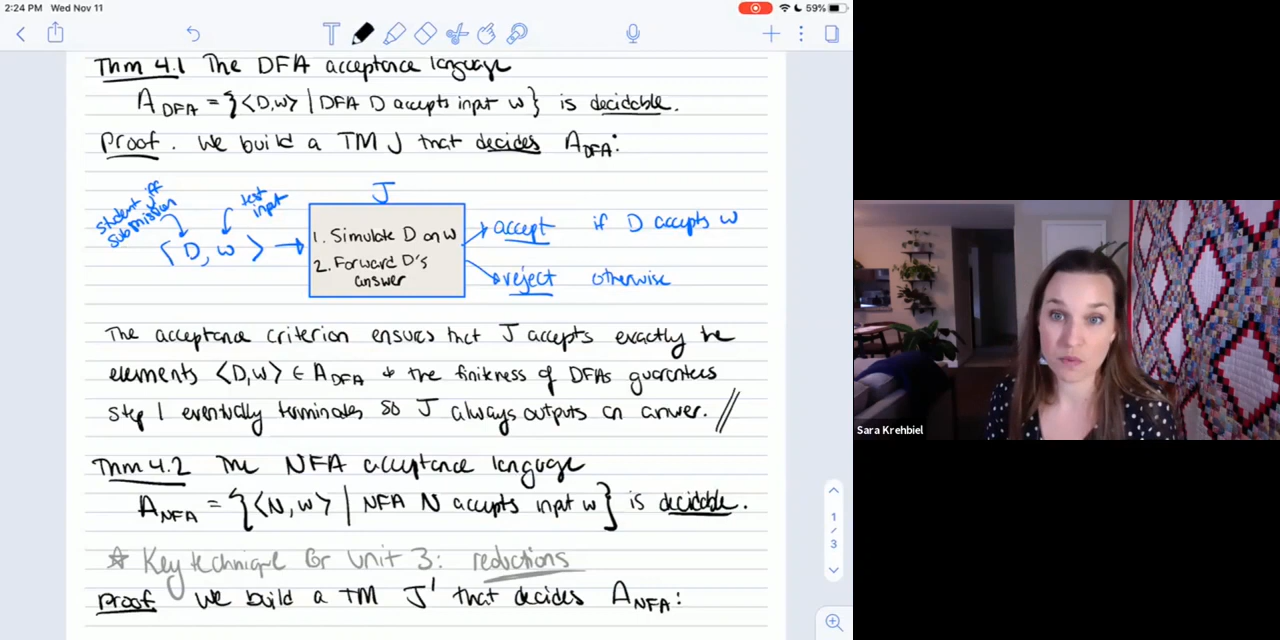 2:24 PM Wed Nov 11
59%
Thm 4.1 The DFA acceptance language
A_DFA = {<D,w> | DFA D accepts input w} is decidable.
Proof. We build a TM J that decides A_DFA:
J
student jff submission
test input
<D, w>
1. Simulate D on w
2. Forward D's answer
accept if D accepts w
reject otherwise
The acceptance criterion ensures that J accepts exactly the
elements <D,w> ∈ A_DFA + the finiteness of DFAs guarantees
step 1 eventually terminates so J always outputs an answer. //
Thm 4.2 The NFA acceptance language
A_NFA = {<N,w> | NFA N accepts input w} is decidable.
☆ Key technique for Unit 3: reductions
Proof We build a TM J' that decides A_NFA:
1
/
3
Sara Krehbiel